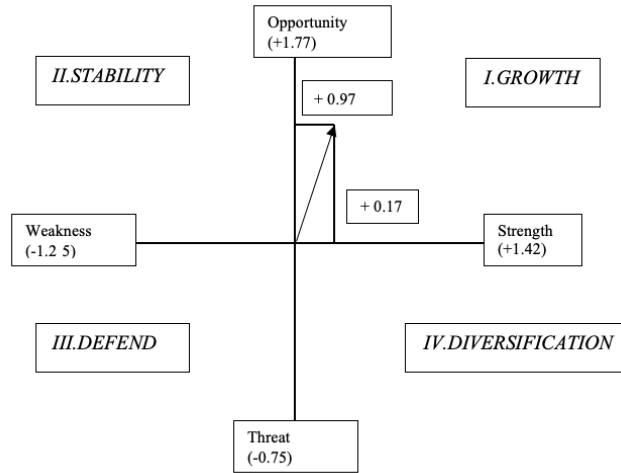 Opportunity
(+1.77)
II.STABILITY
I.GROWTH
+ 0.97
+ 0.17
Weakness
(-1.2 5)
Strength
(+1.42)
III.DEFEND
IV.DIVERSIFICATION
Threat
(-0.75)